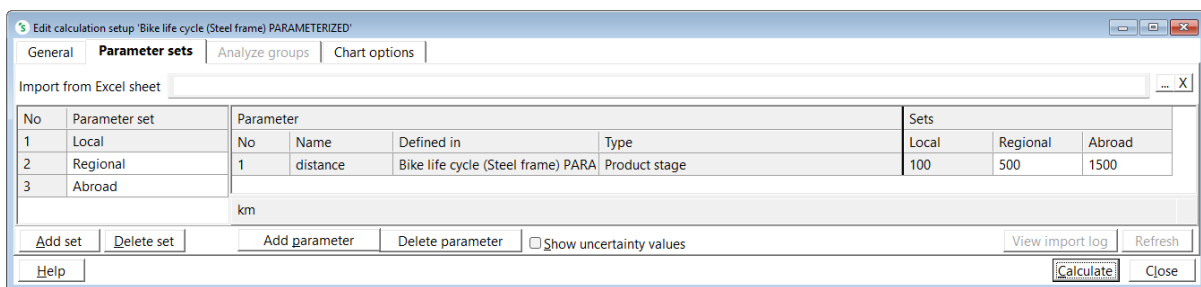 Edit calculation setup 'Bike life cycle (Steel frame) PARAMETERIZED'
General Parameter sets Analyze groups Chart options
Import from Excel sheet ... X
No Parameter set Parameter Sets
1 Local No Name Defined in Type Local Regional Abroad
2 Regional 1 distance Bike life cycle (Steel frame) PARA Product stage 100 500 1500
3 Abroad
km
Add set Delete set Add parameter Delete parameter Show uncertainty values View import log Refresh
Help Calculate Close